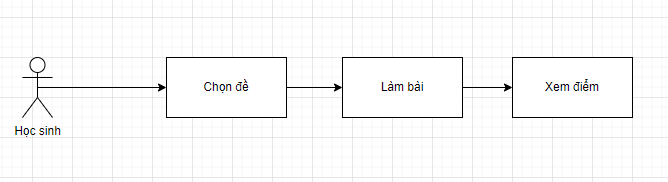 Chọn đề
Làm bài
Xem điểm
Học sinh